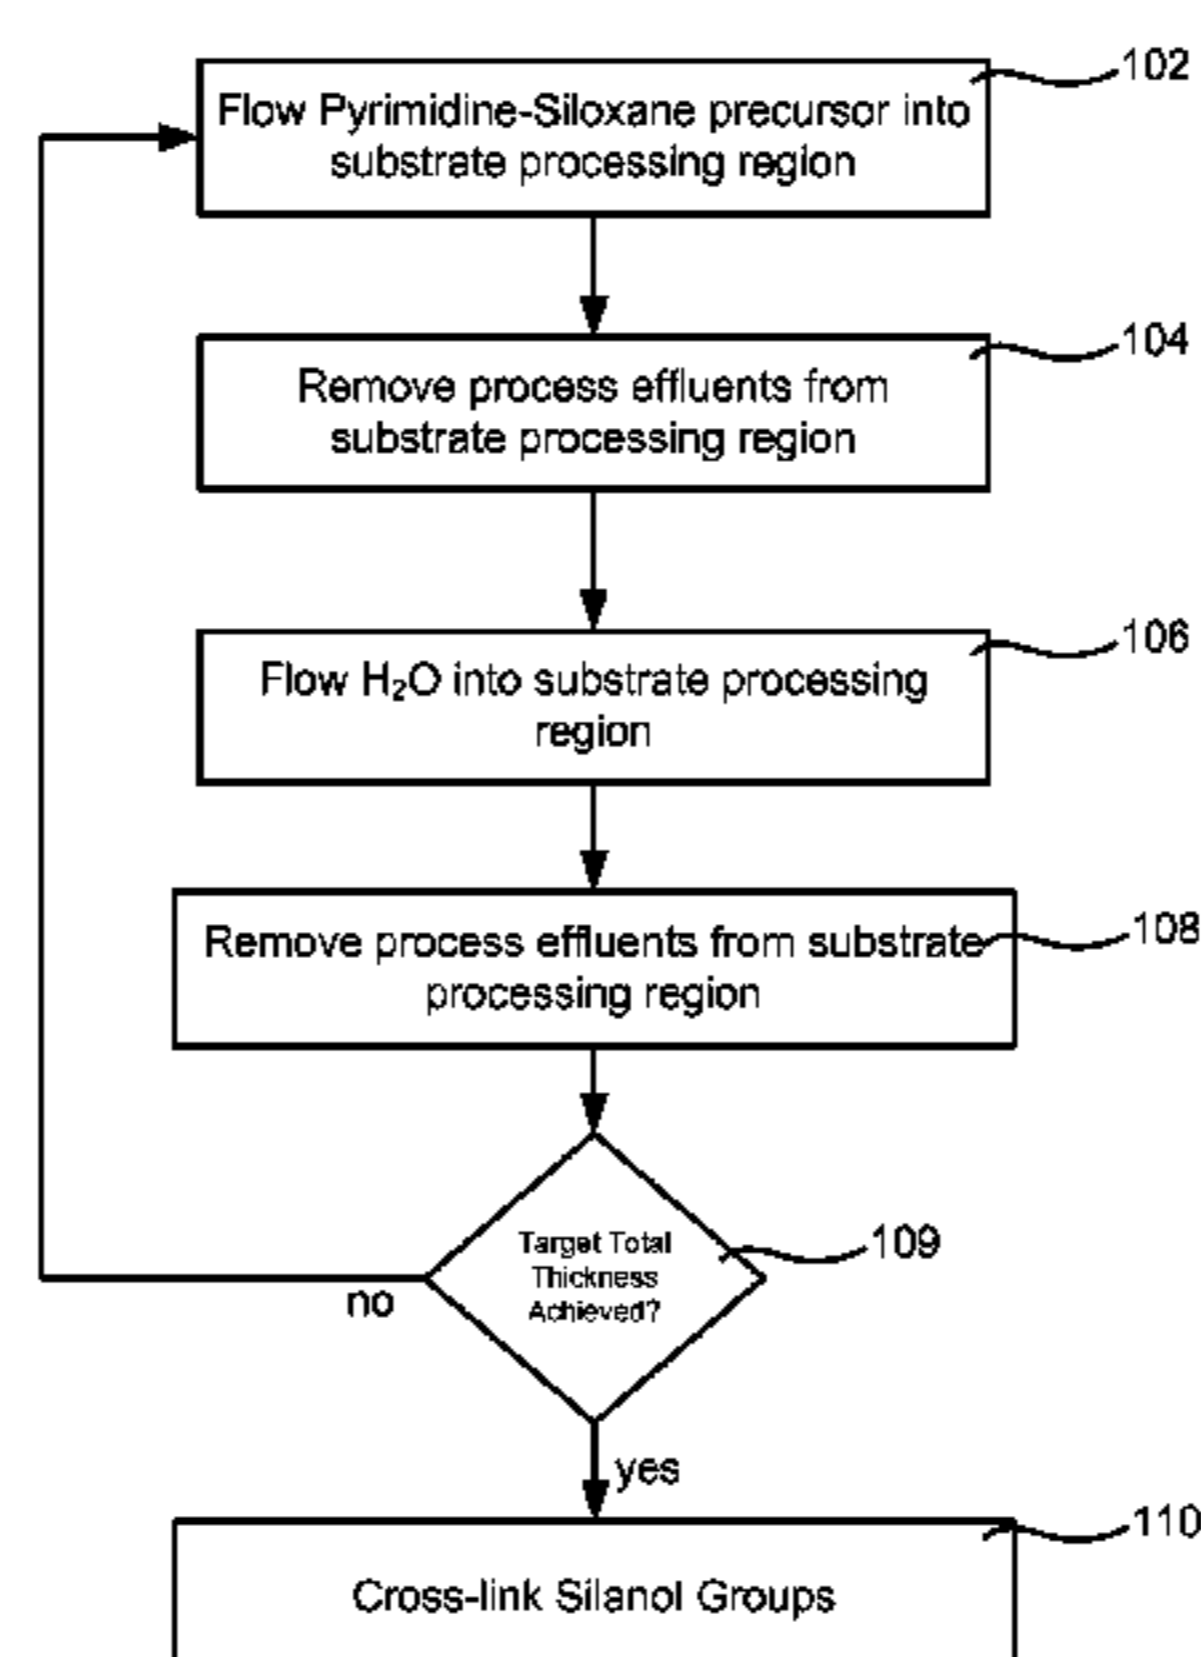 102
Flow Pyrimidine-Siloxane precursor into
substrate processing region
104
Remove process effluents from
substrate processing region
106
Flow H₂O into substrate processing
region
108
Remove process effluents from substrate
processing region
109
Target Total
Thickness
Achieved?
no
yes
110
Cross-link Silanol Groups